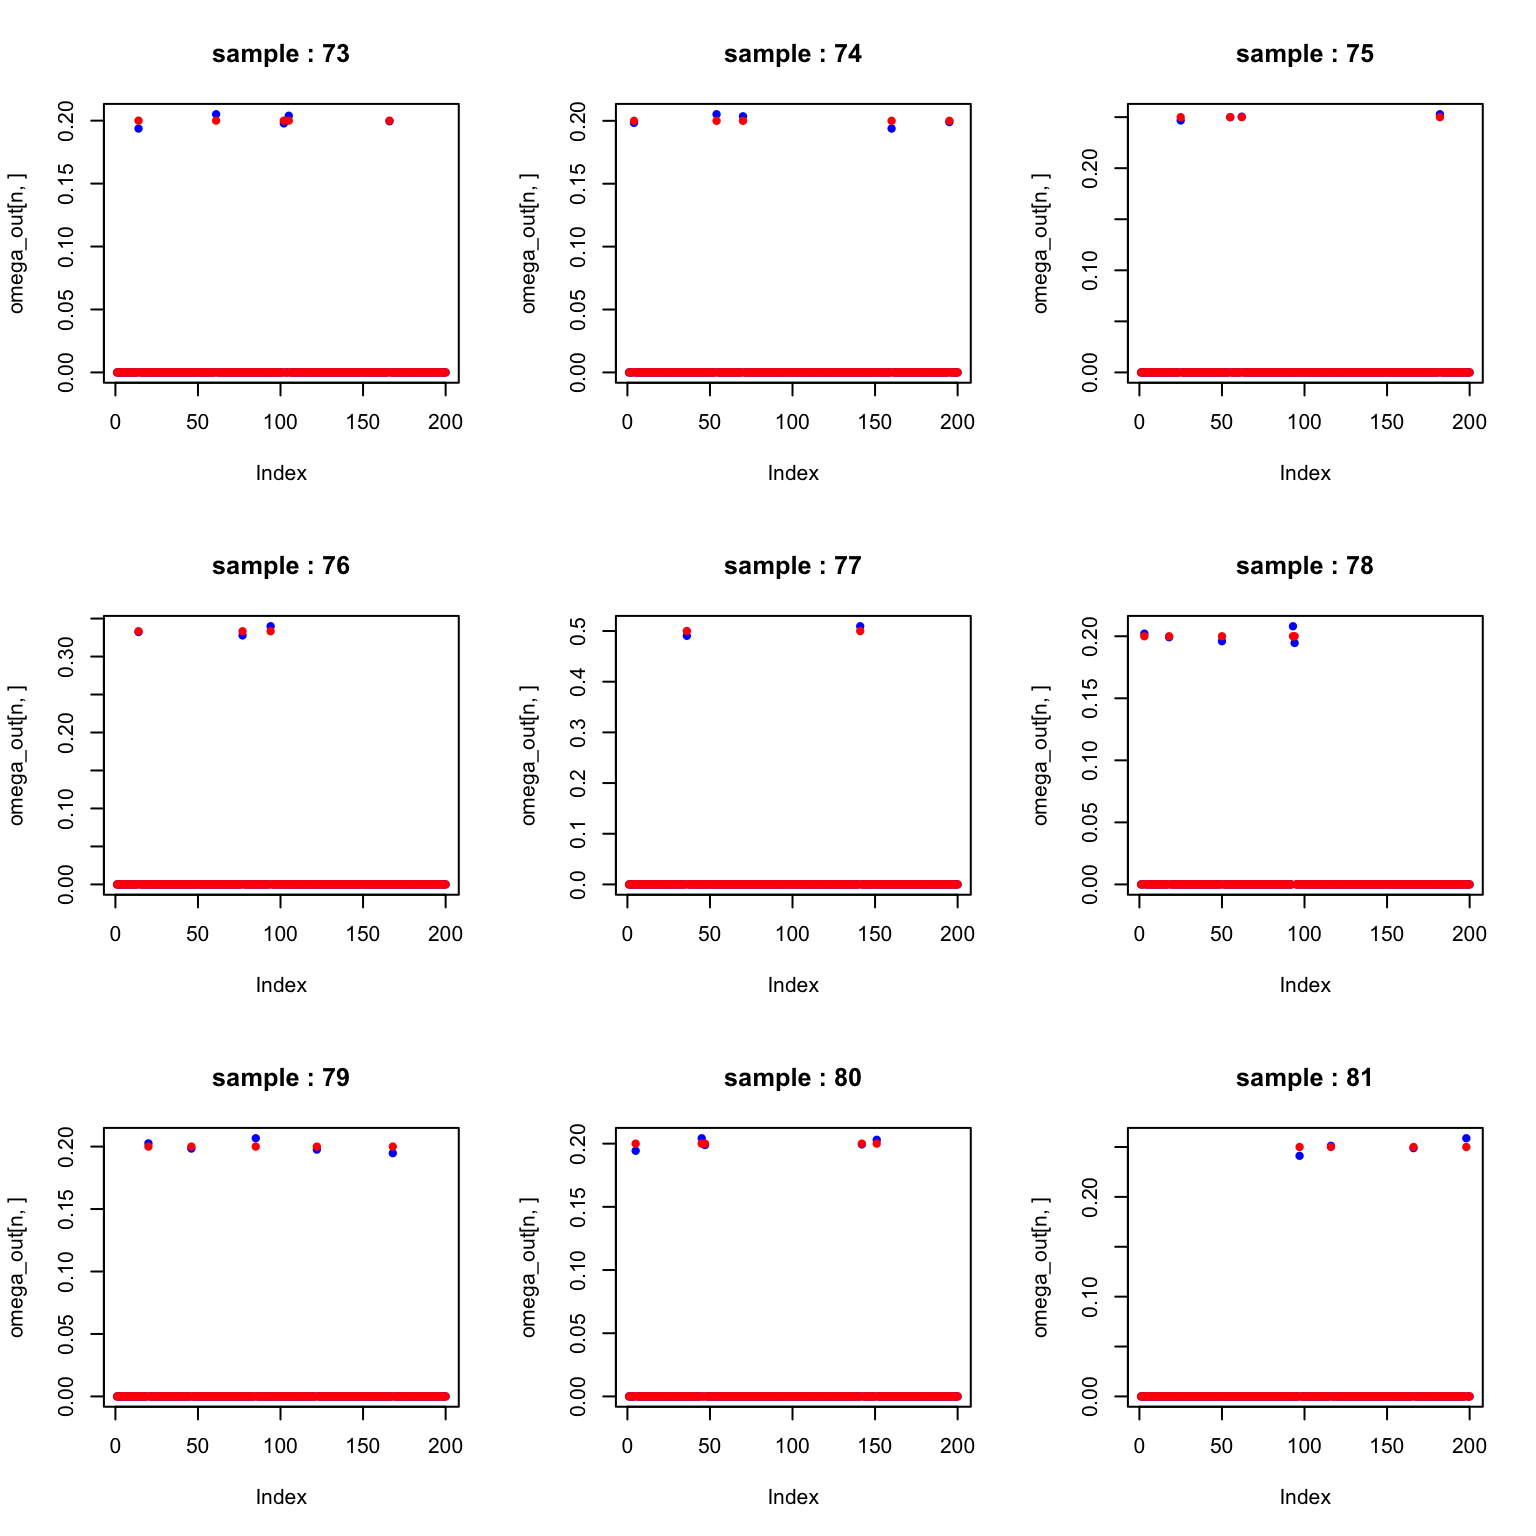 sample : 73
omega_out[n, ]
0.00 0.05 0.10 0.15 0.20
0 50 100 150 200
Index
sample : 74
omega_out[n, ]
0.00 0.05 0.10 0.15 0.20
0 50 100 150 200
Index
sample : 75
omega_out[n, ]
0.00 0.10 0.20
0 50 100 150 200
Index
sample : 76
omega_out[n, ]
0.00 0.10 0.20 0.30
0 50 100 150 200
Index
sample : 77
omega_out[n, ]
0.0 0.1 0.2 0.3 0.4 0.5
0 50 100 150 200
Index
sample : 78
omega_out[n, ]
0.00 0.05 0.10 0.15 0.20
0 50 100 150 200
Index
sample : 79
omega_out[n, ]
0.00 0.05 0.10 0.15 0.20
0 50 100 150 200
Index
sample : 80
omega_out[n, ]
0.00 0.05 0.10 0.15 0.20
0 50 100 150 200
Index
sample : 81
omega_out[n, ]
0.00 0.10 0.20
0 50 100 150 200
Index